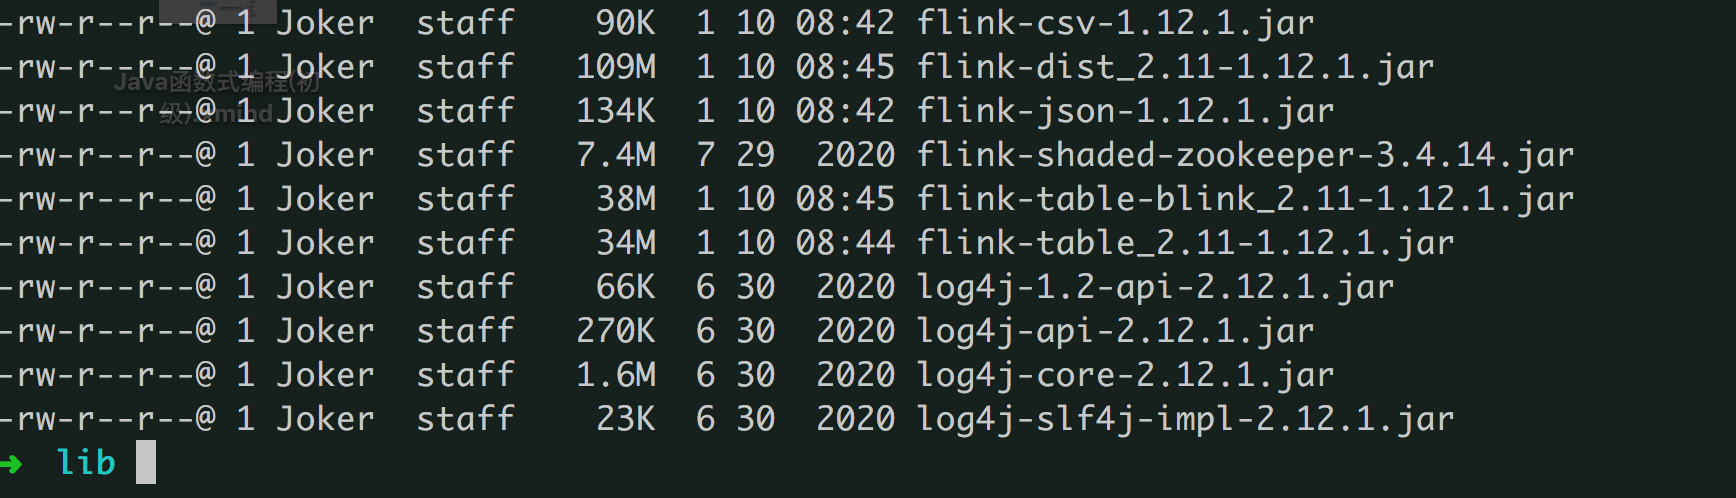 -rw-r--r--@ 1 Joker  staff    90K  1 10 08:42 flink-csv-1.12.1.jar
-rw-r--r--@ 1 Joker  staff   109M  1 10 08:45 flink-dist_2.11-1.12.1.jar
-rw-r--r--@ 1 Joker  staff   134K  1 10 08:42 flink-json-1.12.1.jar
-rw-r--r--@ 1 Joker  staff   7.4M  7 29  2020 flink-shaded-zookeeper-3.4.14.jar
-rw-r--r--@ 1 Joker  staff    38M  1 10 08:45 flink-table-blink_2.11-1.12.1.jar
-rw-r--r--@ 1 Joker  staff    34M  1 10 08:44 flink-table_2.11-1.12.1.jar
-rw-r--r--@ 1 Joker  staff    66K  6 30  2020 log4j-1.2-api-2.12.1.jar
-rw-r--r--@ 1 Joker  staff   270K  6 30  2020 log4j-api-2.12.1.jar
-rw-r--r--@ 1 Joker  staff   1.6M  6 30  2020 log4j-core-2.12.1.jar
-rw-r--r--@ 1 Joker  staff    23K  6 30  2020 log4j-slf4j-impl-2.12.1.jar
➜  lib
Java函数式编程(初
级)